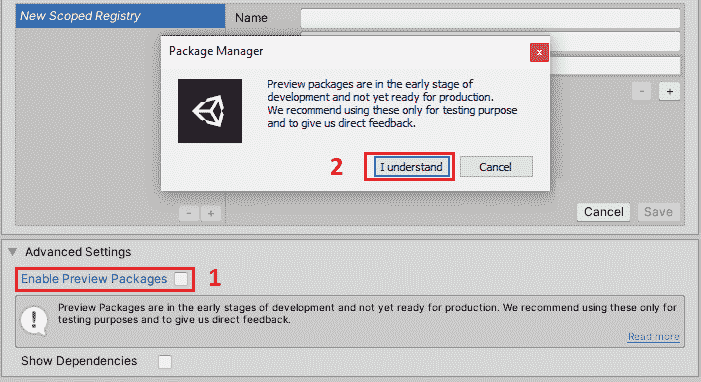 New Scoped Registry
Name
Package Manager
x
Preview packages are in the early stage of
development and not yet ready for production.
We recommend using these only for testing purpose
and to give us direct feedback.
- +
2
I understand
Cancel
- +
Cancel
Save
Advanced Settings
Enable Preview Packages
1
!
Preview Packages are in the early stages of development and not yet ready for production. We recommend using these only for
testing purposes and to give us direct feedback.
Read more
Show Dependencies